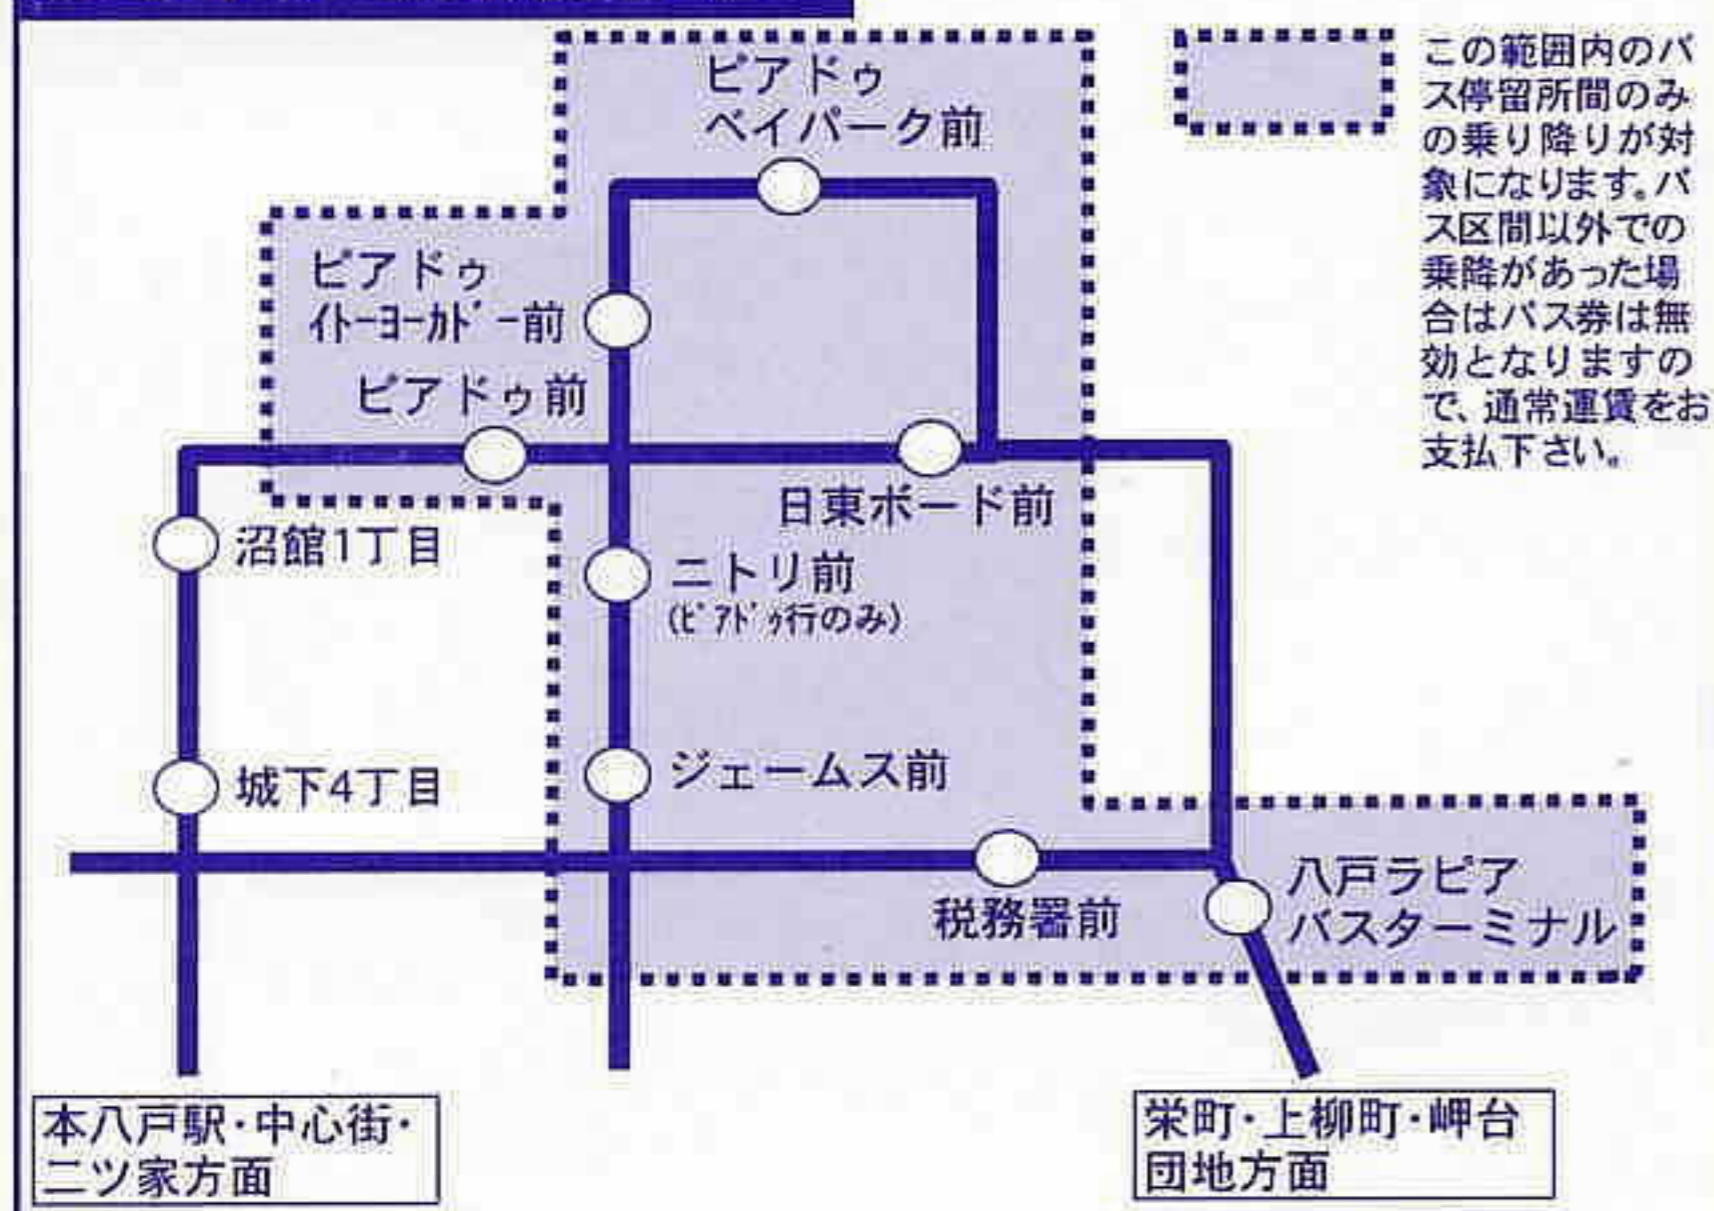 ピアドゥ
ベイパーク前
この範囲内のバ
ス停留所間のみ
の乗り降りが対
象になります。バ
ス区間以外での
乗降があった場
合はバス券は無
効となりますの
で、通常運賃をお
支払下さい。
ピアドゥ
ｲﾄｰﾖｰｶﾄﾞｰ前
ピアドゥ前
日東ボード前
沼館1丁目
ニトリ前
(ﾋﾟｱﾄﾞｩ行のみ)
城下4丁目
ジェームス前
税務署前
八戸ラピア
バスターミナル
本八戸駅・中心街・
二ツ家方面
栄町・上柳町・岬台
団地方面